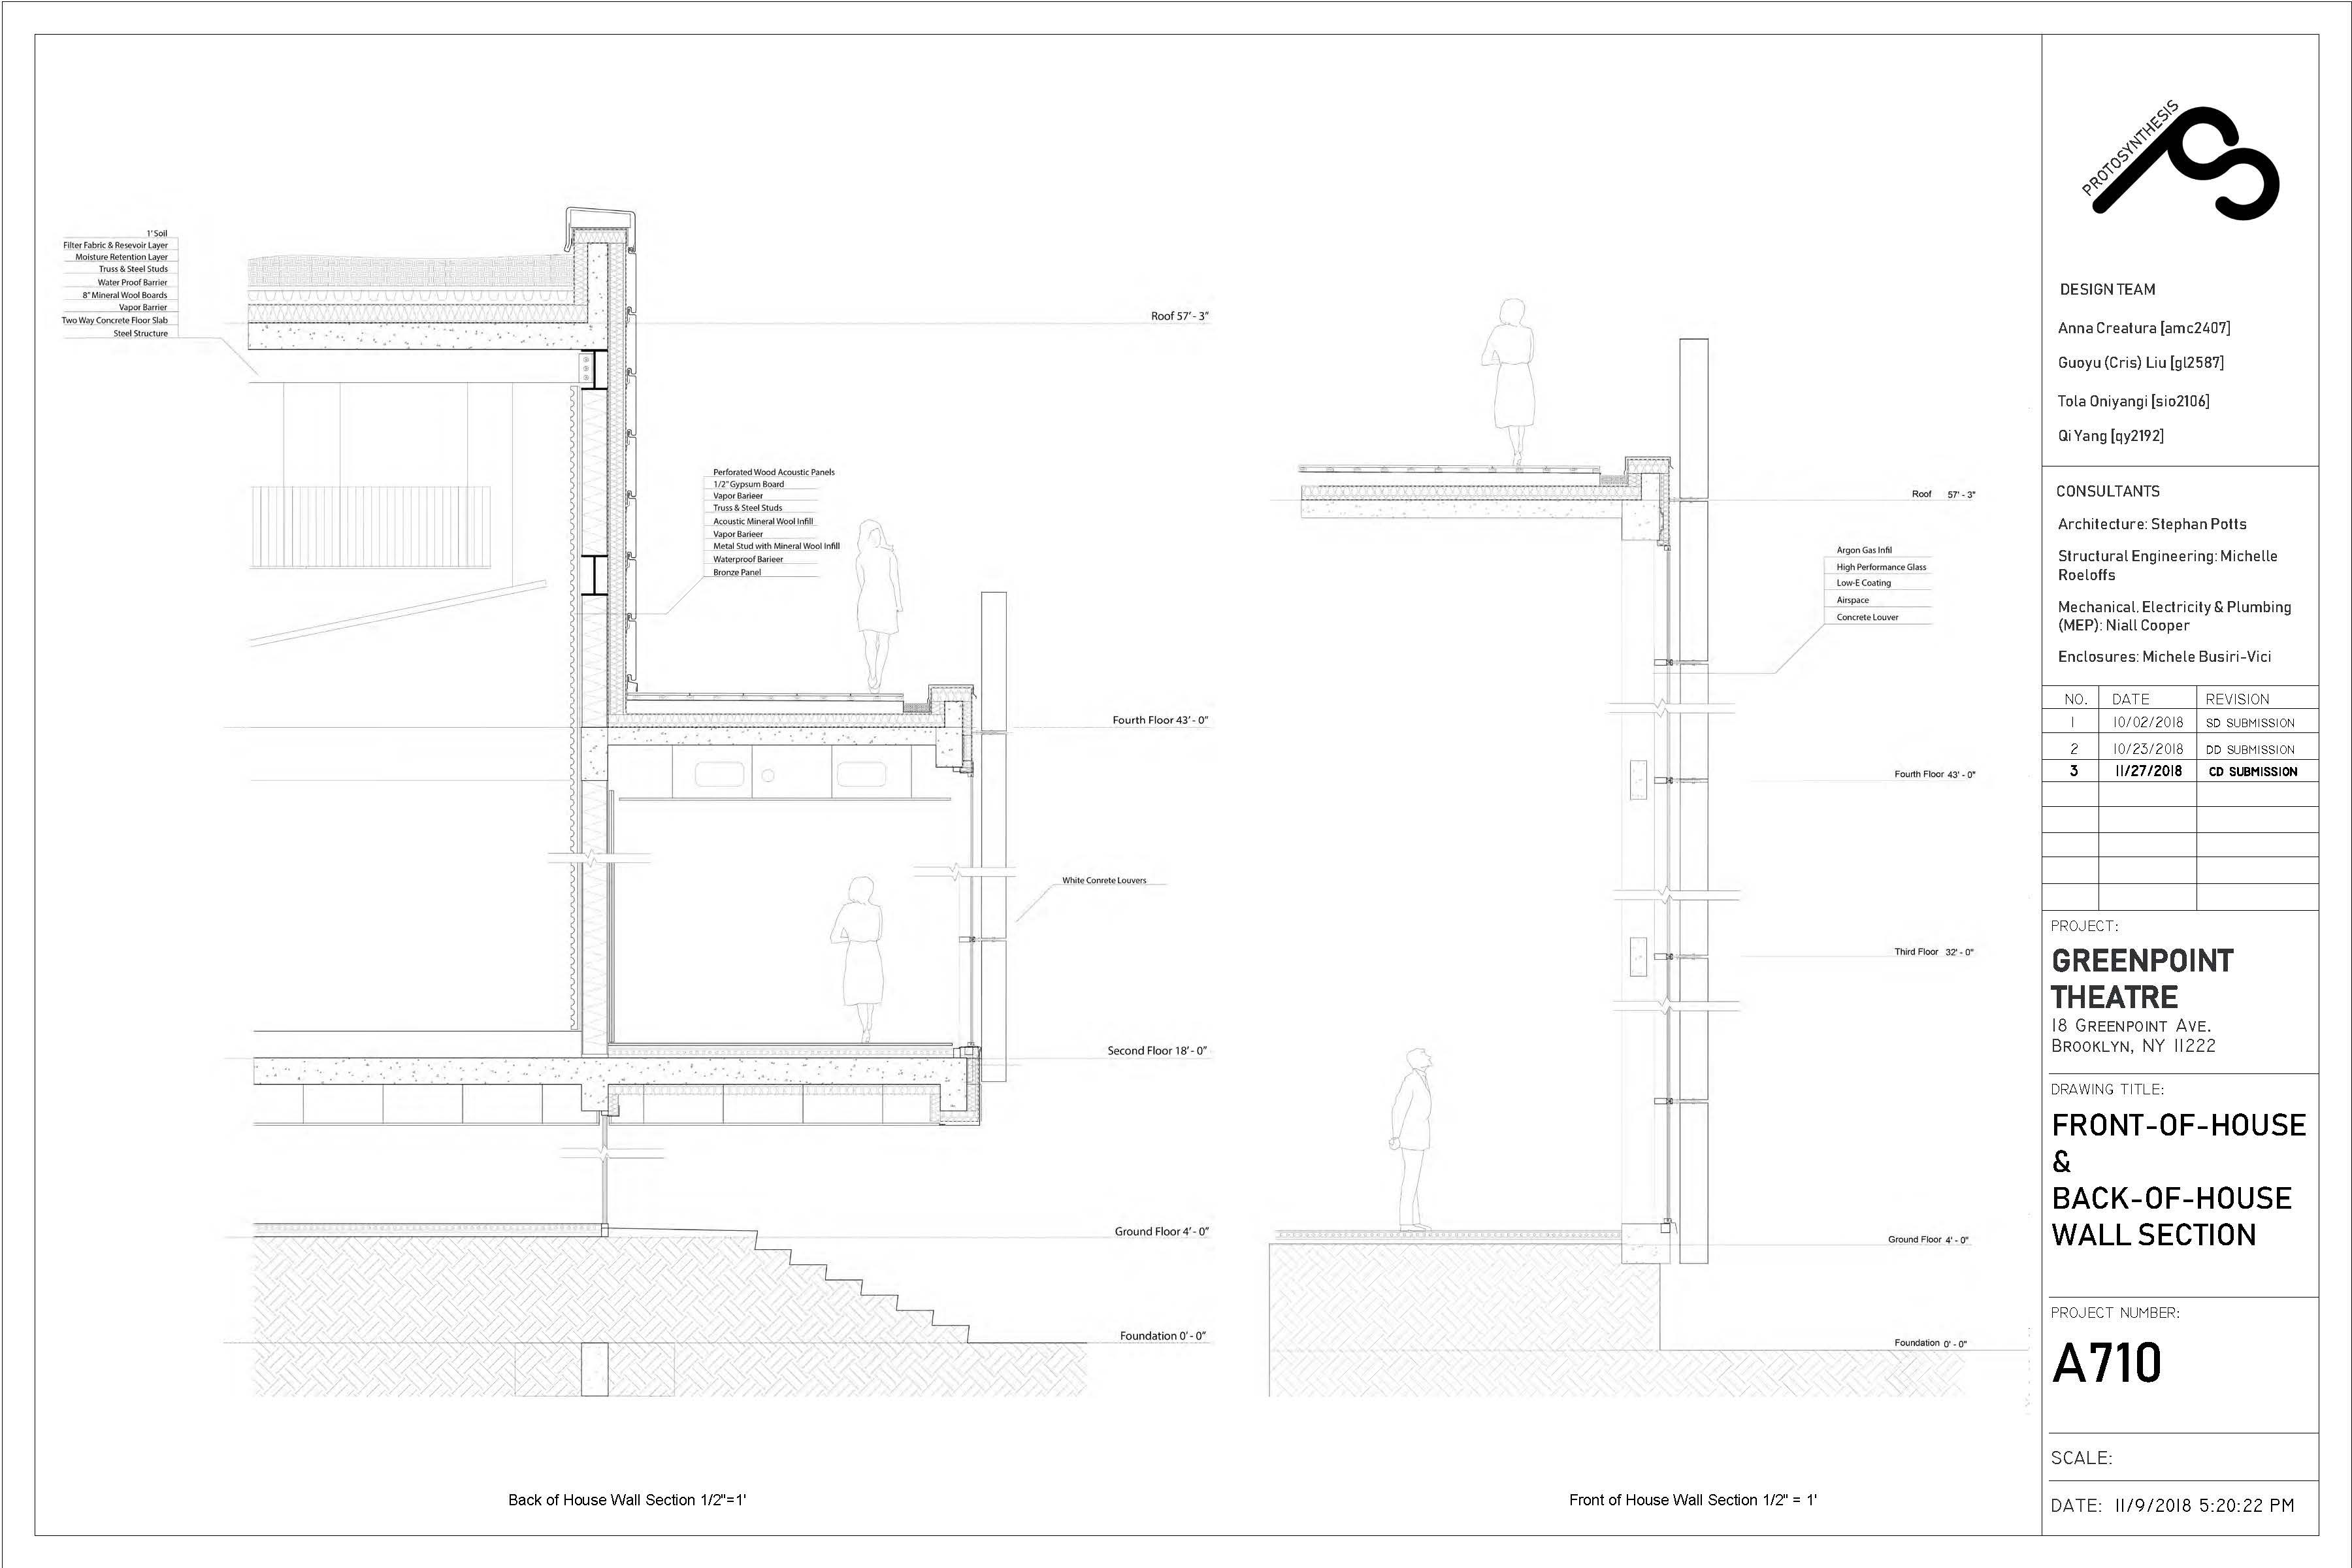 1' Soil
Filter Fabric & Resevoir Layer
Moisture Retention Layer
Truss & Steel Studs
Water Proof Barrier
8" Mineral Wool Boards
Vapor Barrier
Two Way Concrete Floor Slab
Steel Structure
Roof 57' - 3"
Perforated Wood Acoustic Panels
1/2" Gypsum Board
Vapor Barieer
Truss & Steel Studs
Acoustic Mineral Wool Infill
Vapor Barieer
Metal Stud with Mineral Wool Infill
Waterproof Barieer
Bronze Panel
Fourth Floor 43' - 0"
White Conrete Louvers
Second Floor 18' - 0"
Ground Floor 4' - 0"
Foundation 0' - 0"
Back of House Wall Section 1/2"=1'
Roof 57' - 3"
Argon Gas Infil
High Performance Glass
Low-E Coating
Airspace
Concrete Louver
Fourth Floor 43' - 0"
Third Floor 32' - 0"
Ground Floor 4' - 0"
Foundation 0' - 0"
Front of House Wall Section 1/2" = 1'
PROTOSYNTHESIS
DESIGN TEAM
Anna Creatura [amc2407]
Guoyu (Cris) Liu [gl2587]
Tola Oniyangi [sio2106]
Qi Yang [qy2192]
CONSULTANTS
Architecture: Stephan Potts
Structural Engineering: Michelle
Roeloffs
Mechanical. Electricity & Plumbing
(MEP): Niall Cooper
Enclosures: Michele Busiri-Vici
NO. DATE REVISION
1 10/02/2018 SD SUBMISSION
2 10/23/2018 DD SUBMISSION
3 11/27/2018 CD SUBMISSION
PROJECT:
GREENPOINT
THEATRE
18 GREENPOINT AVE.
BROOKLYN, NY 11222
DRAWING TITLE:
FRONT-OF-HOUSE
&
BACK-OF-HOUSE
WALL SECTION
PROJECT NUMBER:
A710
SCALE:
DATE: 11/9/2018 5:20:22 PM